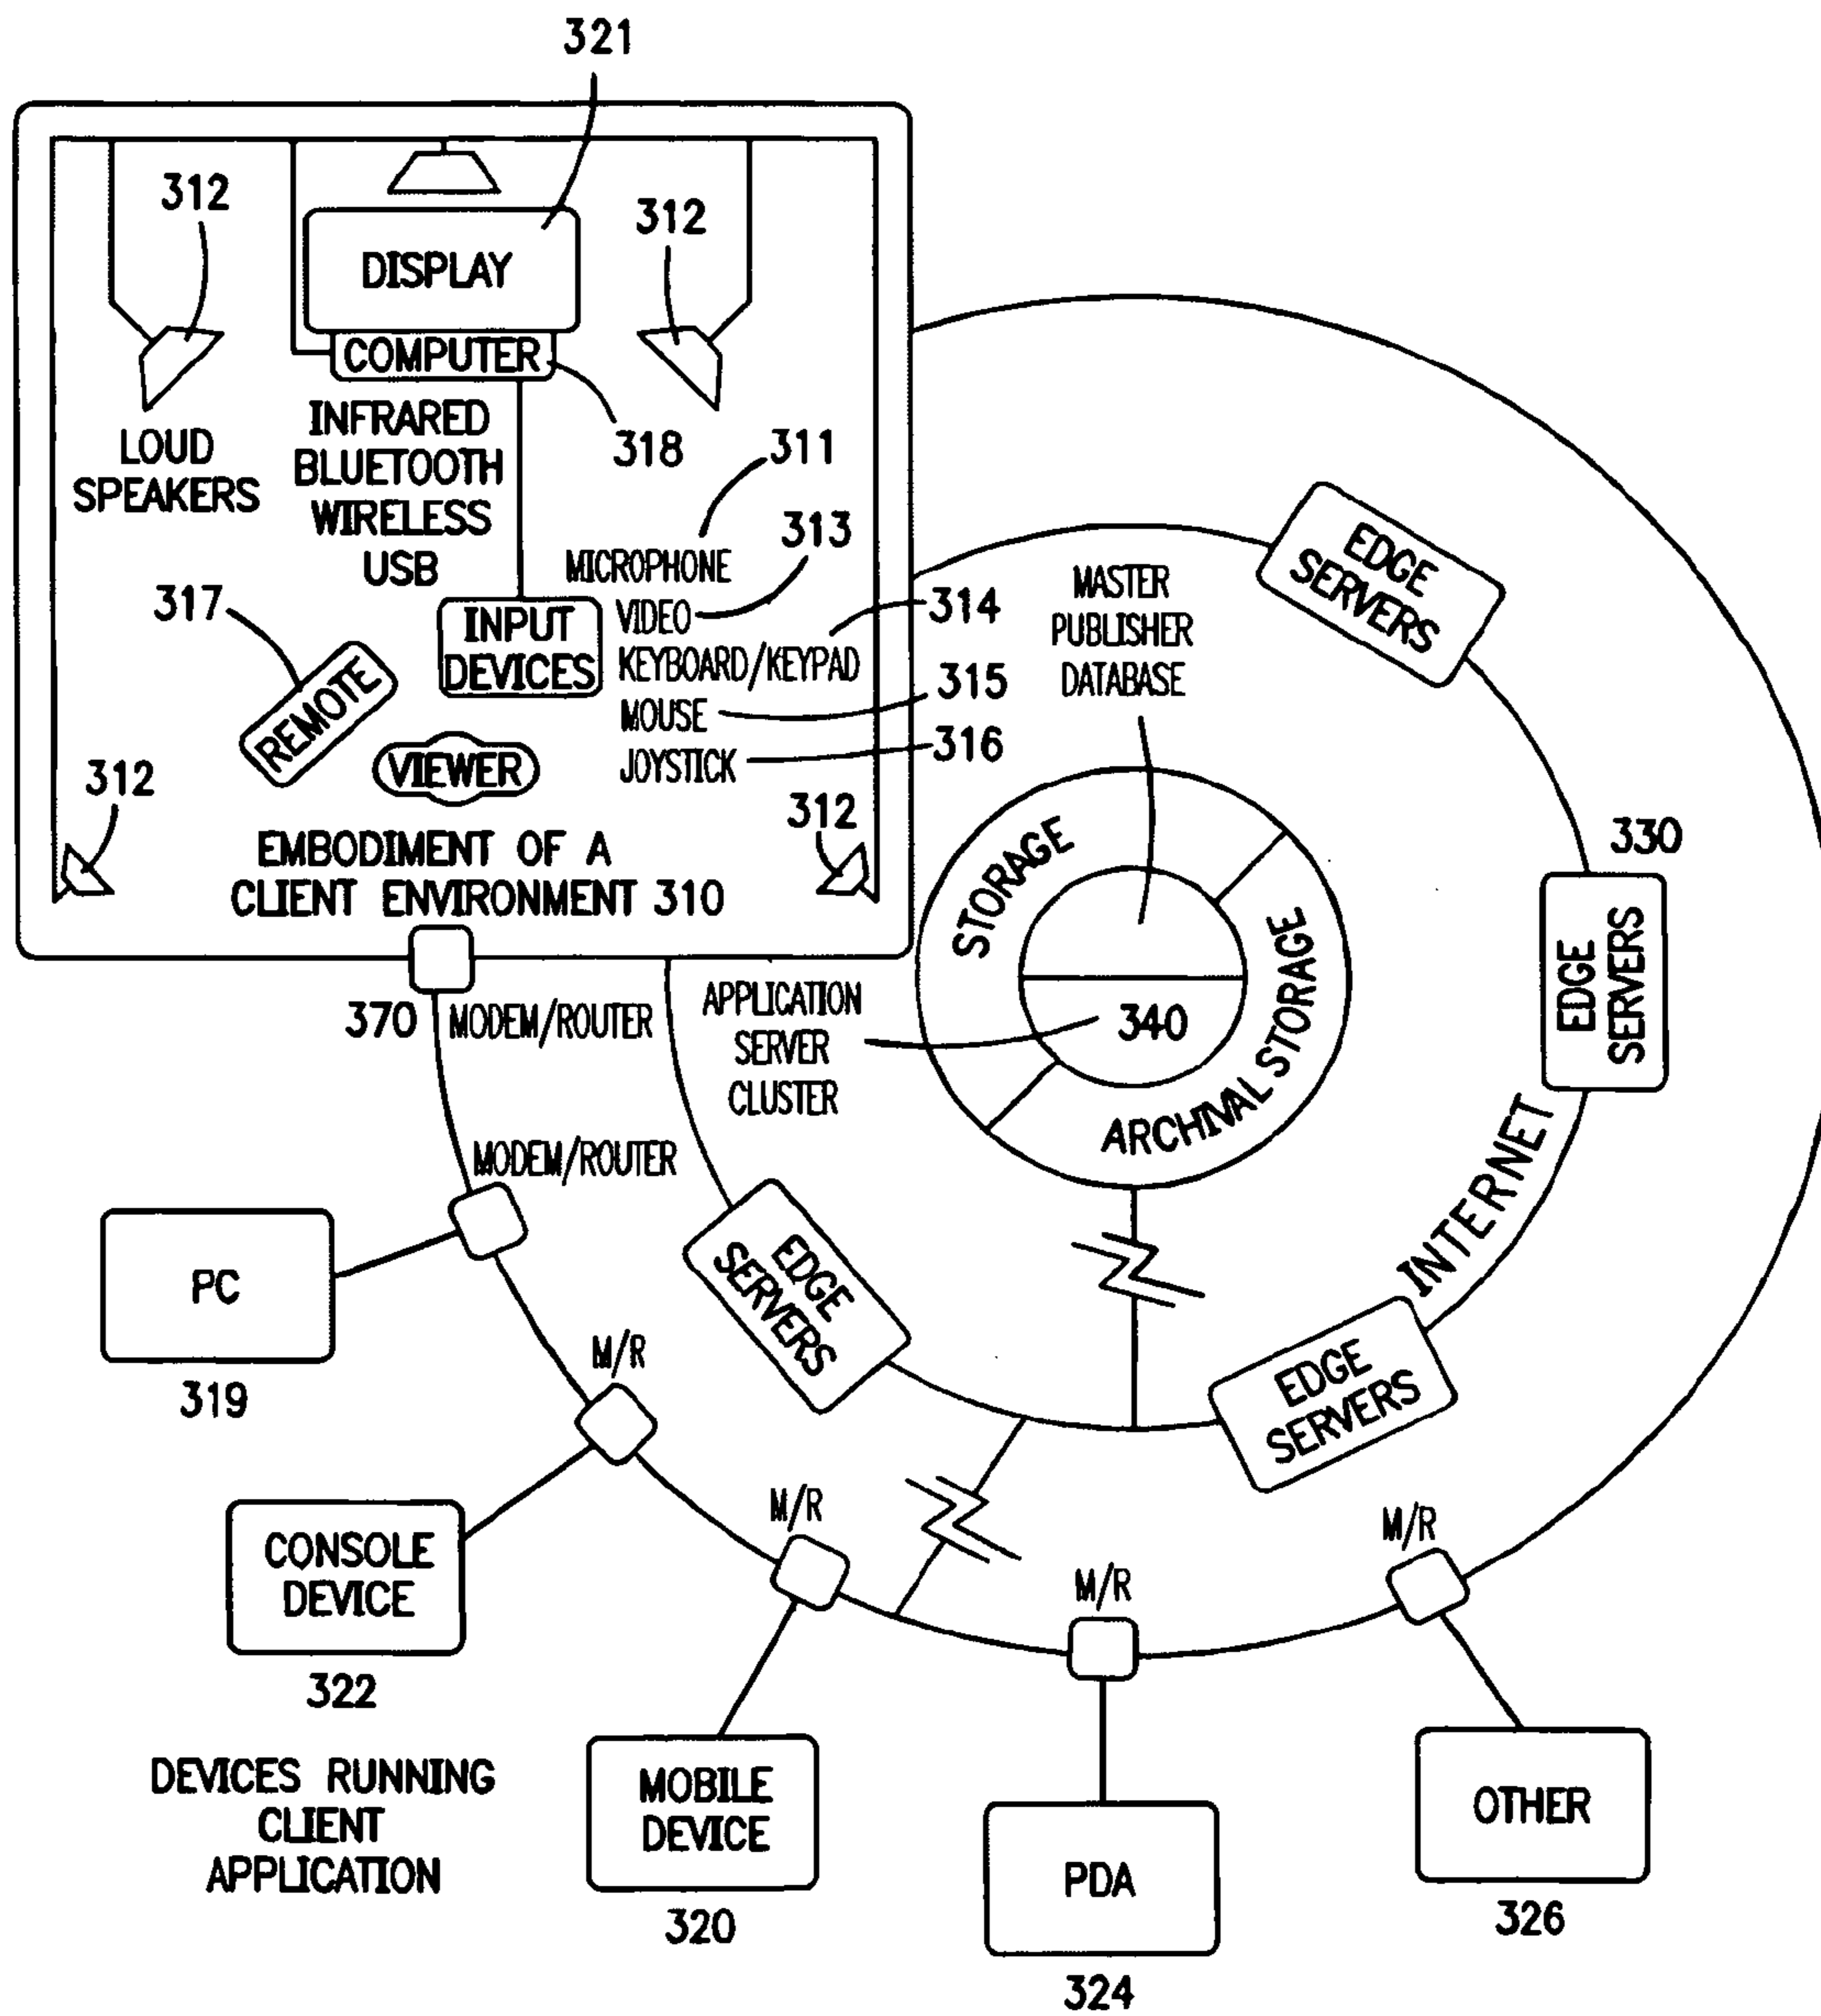 321
312
312
DISPLAY
COMPUTER
318
LOUD
SPEAKERS
INFRARED
BLUETOOTH
WIRELESS
USB
311
MICROPHONE
313
VIDEO
314
KEYBOARD/KEYPAD
315
MOUSE
316
JOYSTICK
INPUT
DEVICES
317
REMOTE
VIEWER
312
312
EMBODIMENT OF A
CLIENT ENVIRONMENT 310
MASTER
PUBLISHER
DATABASE
EDGE
SERVERS
330
EDGE
SERVERS
STORAGE
340
ARCHIVAL STORAGE
370 MODEM/ROUTER
APPLICATION
SERVER
CLUSTER
MODEM/ROUTER
INTERNET
EDGE
SERVERS
EDGE
SERVERS
PC
319
M/R
CONSOLE
DEVICE
322
M/R
MOBILE
DEVICE
320
M/R
PDA
324
M/R
OTHER
326
DEVICES RUNNING
CLIENT
APPLICATION